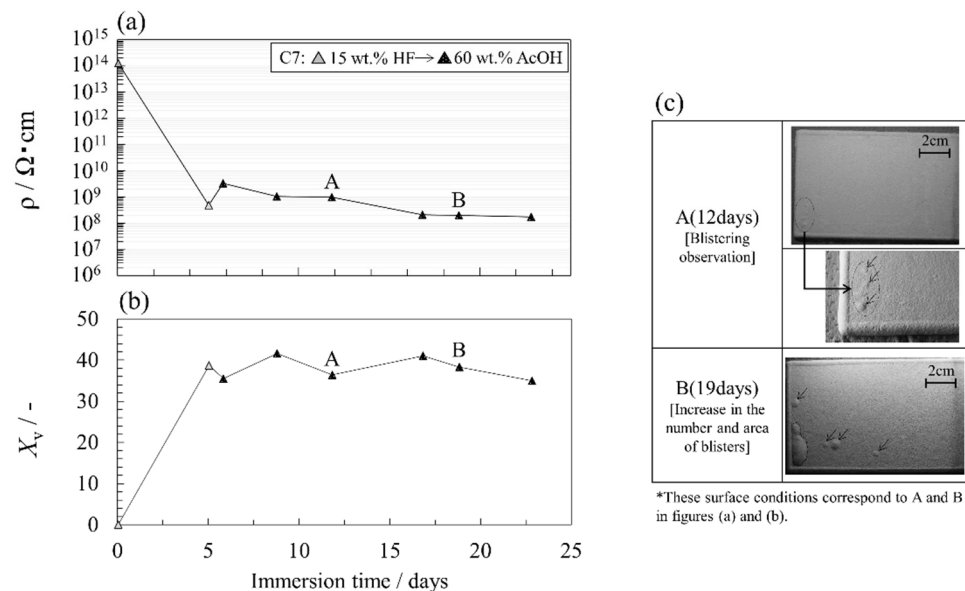 (a)
10¹⁵
10¹⁴
10¹³
10¹²
10¹¹
10¹⁰
10⁹
10⁸
10⁷
10⁶
ρ / Ω·cm
C7: △ 15 wt.% HF→▲ 60 wt.% AcOH
A
B
(b)
50
40
30
20
10
0
Xᵥ / -
A
B
0 5 10 15 20 25
Immersion time / days
(c)
A(12days)
[Blistering
observation]
2cm
B(19days)
[Increase in the
number and area
of blisters]
2cm
*These surface conditions correspond to A and B
in figures (a) and (b).